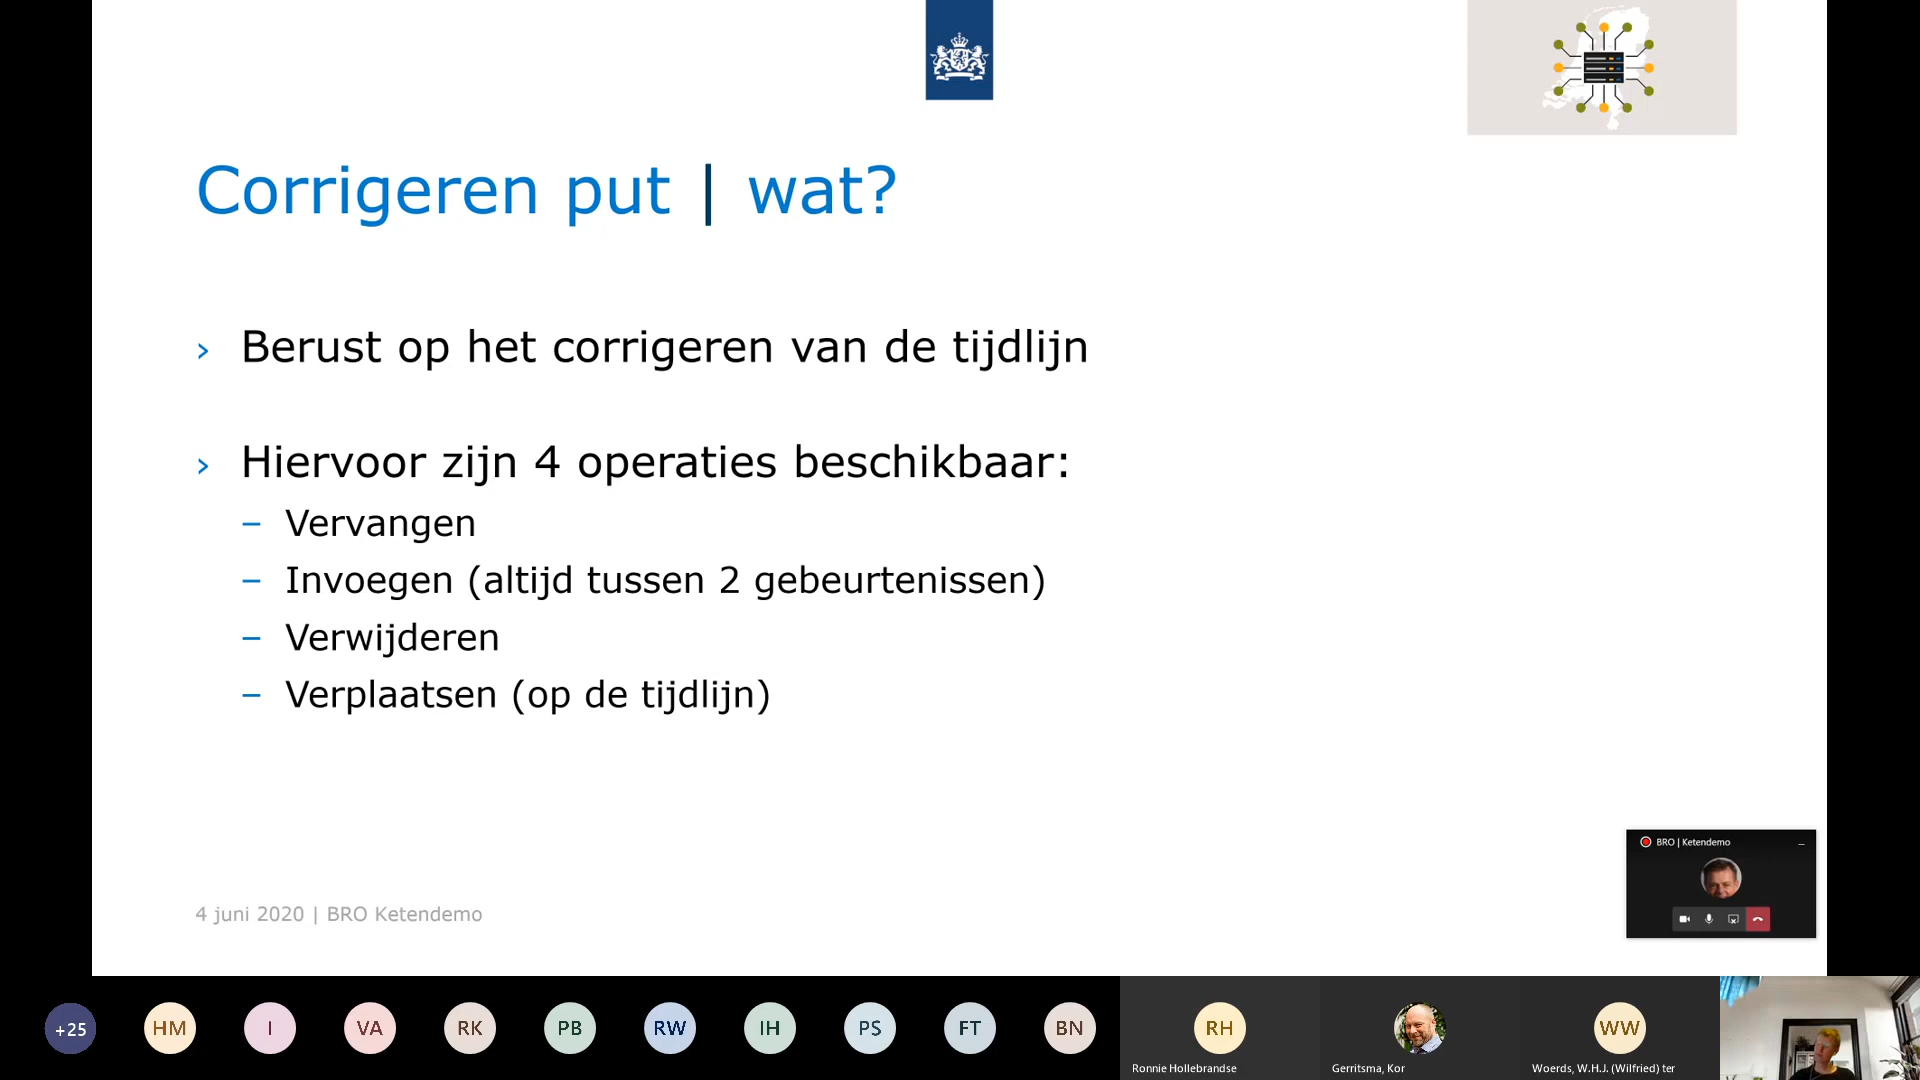 Corrigeren put | wat?
› Berust op het corrigeren van de tijdlijn
› Hiervoor zijn 4 operaties beschikbaar:
– Vervangen
– Invoegen (altijd tussen 2 gebeurtenissen)
– Verwijderen
– Verplaatsen (op de tijdlijn)
BRO | Ketendemo
4 juni 2020 | BRO Ketendemo
+25 HM I VA RK PB RW IH PS FT BN RH WW
Ronnie Hollebrandse Gerritsma, Kor Woerds, W.H.J. (Wilfried) ter